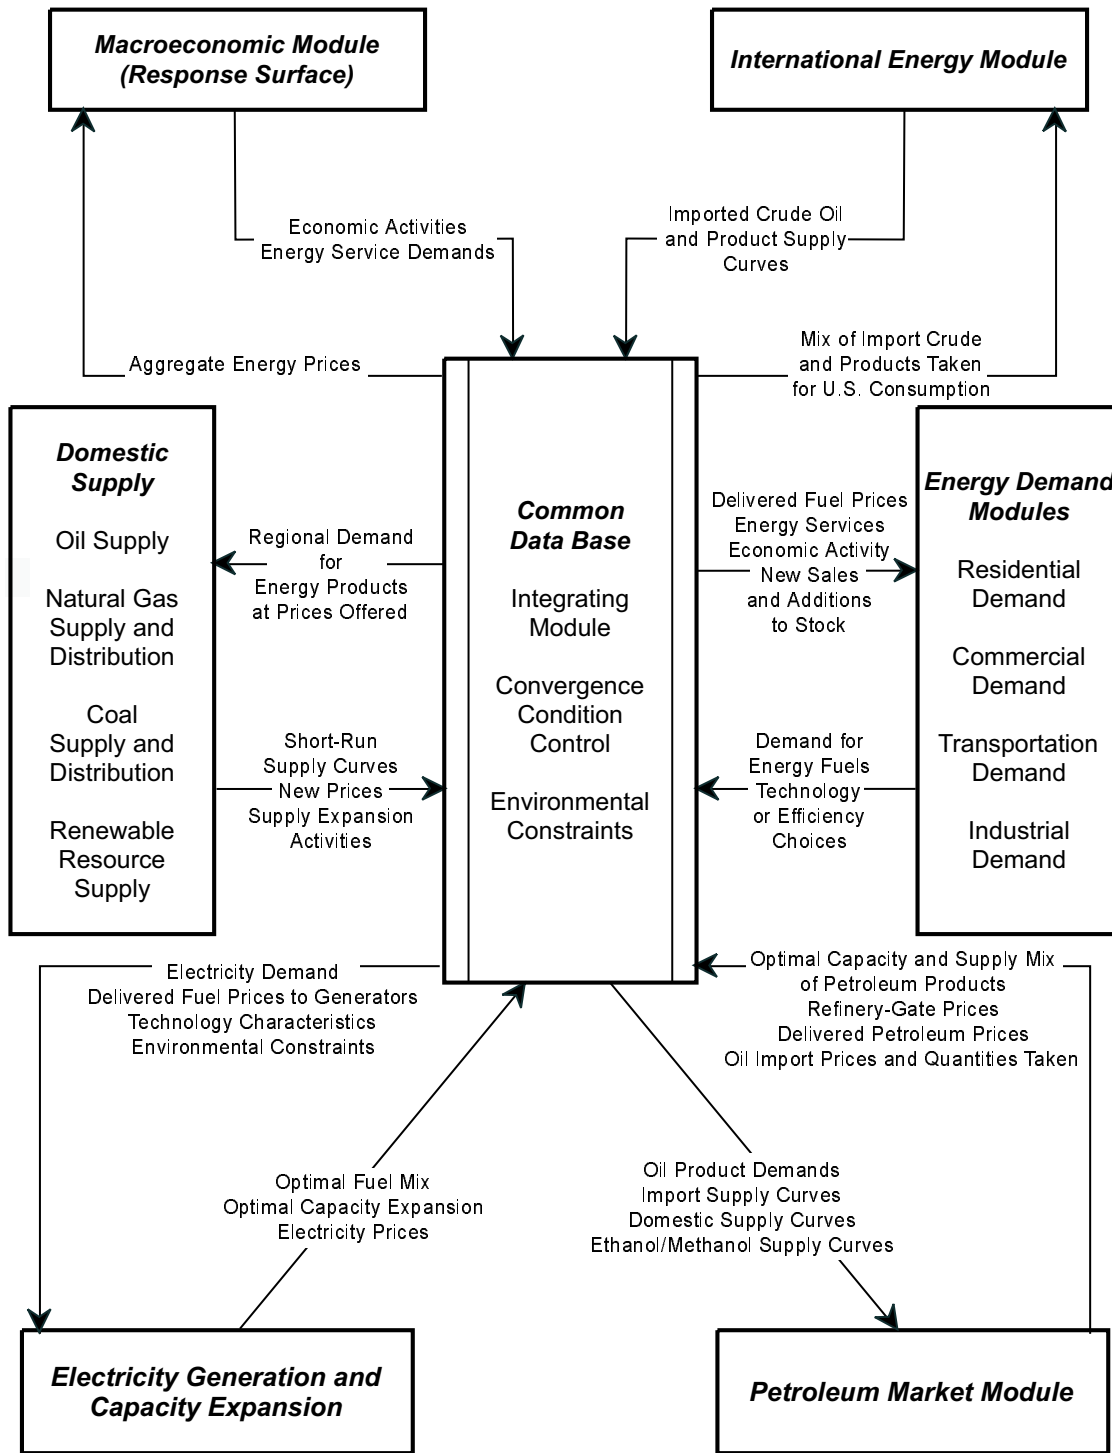 Macroeconomic Module
(Response Surface)
International Energy Module
Economic Activities
Energy Service Demands
Imported Crude Oil
and Product Supply
Curves
Aggregate Energy Prices
Mix of Import Crude
and Products Taken
for U.S. Consumption
Domestic
Supply
Oil Supply
Natural Gas
Supply and
Distribution
Coal
Supply and
Distribution
Renewable
Resource
Supply
Regional Demand
for
Energy Products
at Prices Offered
Short-Run
Supply Curves
New Prices
Supply Expansion
Activities
Common
Data Base
Integrating
Module
Convergence
Condition
Control
Environmental
Constraints
Delivered Fuel Prices
Energy Services
Economic Activity
New Sales
and Additions
to Stock
Demand for
Energy Fuels
Technology
or Efficiency
Choices
Energy Demand
Modules
Residential
Demand
Commercial
Demand
Transportation
Demand
Industrial
Demand
Electricity Demand
Delivered Fuel Prices to Generators
Technology Characteristics
Environmental Constraints
Optimal Capacity and Supply Mix
of Petroleum Products
Refinery-Gate Prices
Delivered Petroleum Prices
Oil Import Prices and Quantities Taken
Optimal Fuel Mix
Optimal Capacity Expansion
Electricity Prices
Oil Product Demands
Import Supply Curves
Domestic Supply Curves
Ethanol/Methanol Supply Curves
Electricity Generation and
Capacity Expansion
Petroleum Market Module